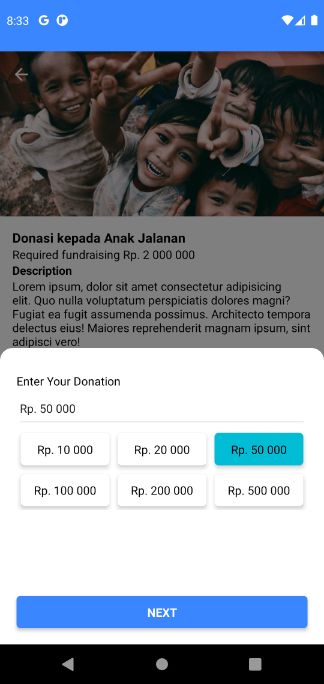 8:33
Donasi kepada Anak Jalanan
Required fundraising Rp. 2 000 000
Description
Lorem ipsum, dolor sit amet consectetur adipisicing
elit. Quo nulla voluptatum perspiciatis dolores magni?
Fugiat ea fugit assumenda possimus. Architecto tempora
delectus eius! Maiores reprehenderit magnam ipsum, sint
adipisci vero!
Enter Your Donation
Rp. 50 000
Rp. 10 000
Rp. 20 000
Rp. 50 000
Rp. 100 000
Rp. 200 000
Rp. 500 000
NEXT